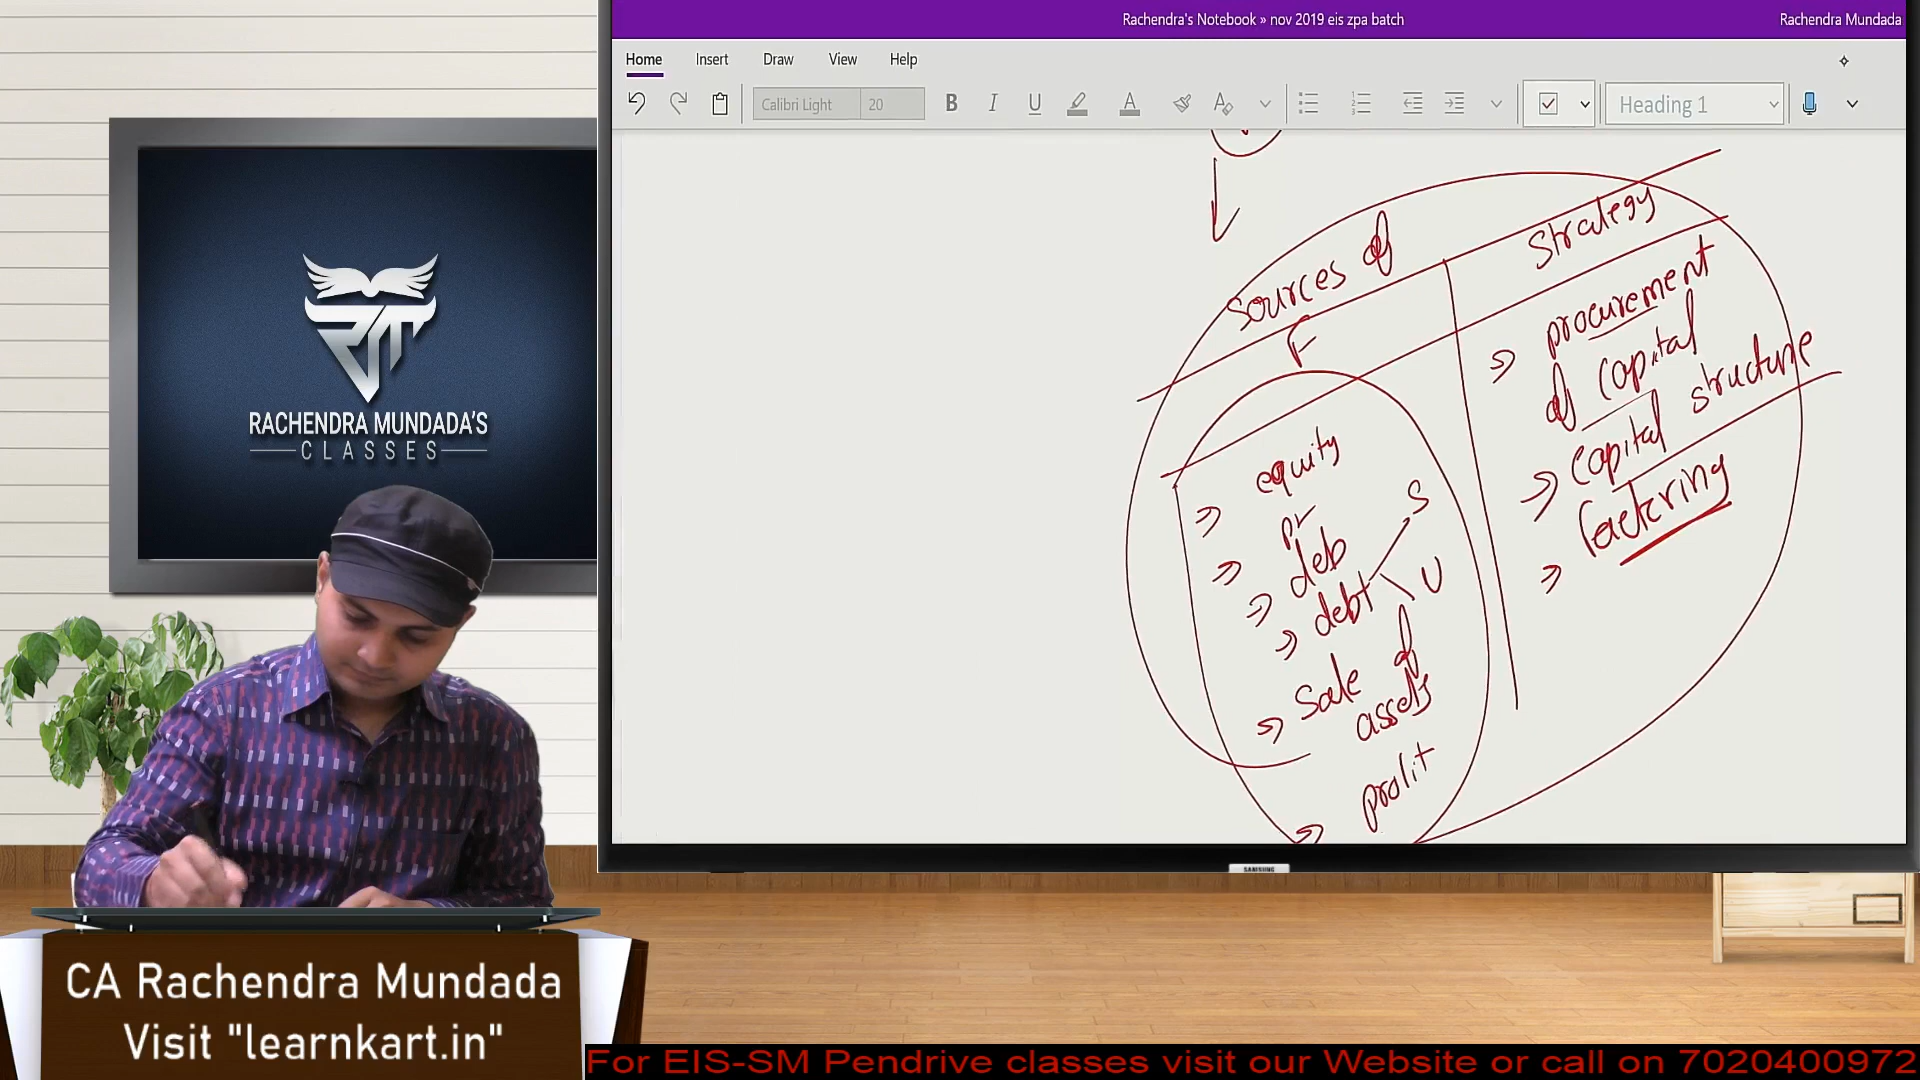 Rachendra's Notebook » nov 2019 eis zpa batch
Rachendra Mundada
Home Insert Draw View Help
Calibri Light 20
B I U A
Heading 1
Sources of
F
Strategy
equity
pr
deb
debt
S
U
Sale of
assets
profit
procurement
of capital
capital structure
factering
RACHENDRA MUNDADA'S
CLASSES
SAMSUNG
CA Rachendra Mundada
Visit "learnkart.in"
For EIS-SM Pendrive classes visit our Website or call on 7020400972